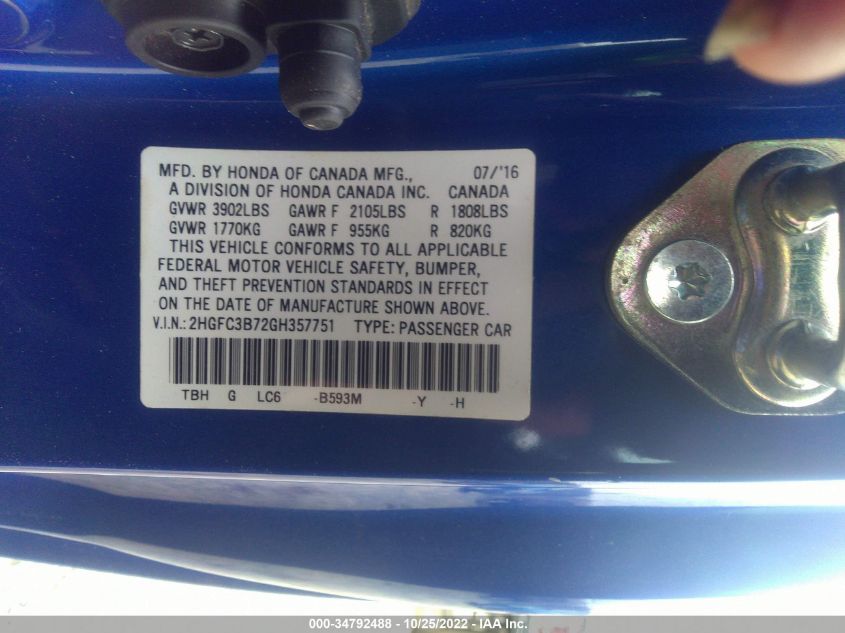 MFD. BY HONDA OF CANADA MFG., 07/'16
A DIVISION OF HONDA CANADA INC. CANADA
GVWR 3902LBS GAWR F 2105LBS R 1808LBS
GVWR 1770KG GAWR F 955KG R 820KG
THIS VEHICLE CONFORMS TO ALL APPLICABLE
FEDERAL MOTOR VEHICLE SAFETY, BUMPER,
AND THEFT PREVENTION STANDARDS IN EFFECT
ON THE DATE OF MANUFACTURE SHOWN ABOVE.
V.I.N.: 2HGFC3B72GH357751 TYPE: PASSENGER CAR
TBH G LC6 -B593M -Y -H
000-34792488 - 10/25/2022 - IAA Inc.